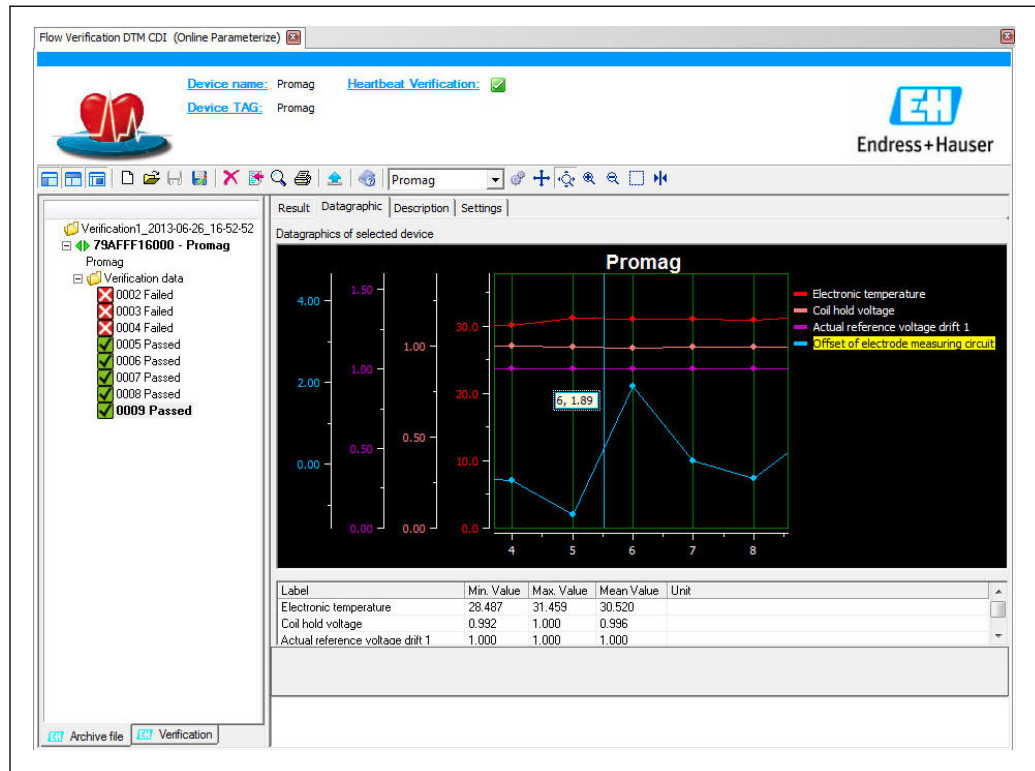 Flow Verification DTM CDI (Online Parameterize)
Device name: Promag Heartbeat Verification:
Device TAG: Promag
EH
Endress+Hauser
Promag
Result Datagraphic Description Settings
Datagraphics of selected device
Verification1_2013-06-26_16-52-52
79AFFF16000 - Promag
Promag
Verification data
0002 Failed
0003 Failed
0004 Failed
0005 Passed
0006 Passed
0007 Passed
0008 Passed
0009 Passed
Promag
4.00
2.00
0.00
1.50
1.00
0.50
0.00
1.00
0.50
0.00
30.0
20.0
10.0
0.0
6, 1.89
4 5 6 7 8
Electronic temperature
Coil hold voltage
Actual reference voltage drift 1
Offset of electrode measuring circuit
Label Min. Value Max. Value Mean Value Unit
Electronic temperature 28.487 31.459 30.520
Coil hold voltage 0.992 1.000 0.996
Actual reference voltage drift 1 1.000 1.000 1.000
EH Archive file EH Verification